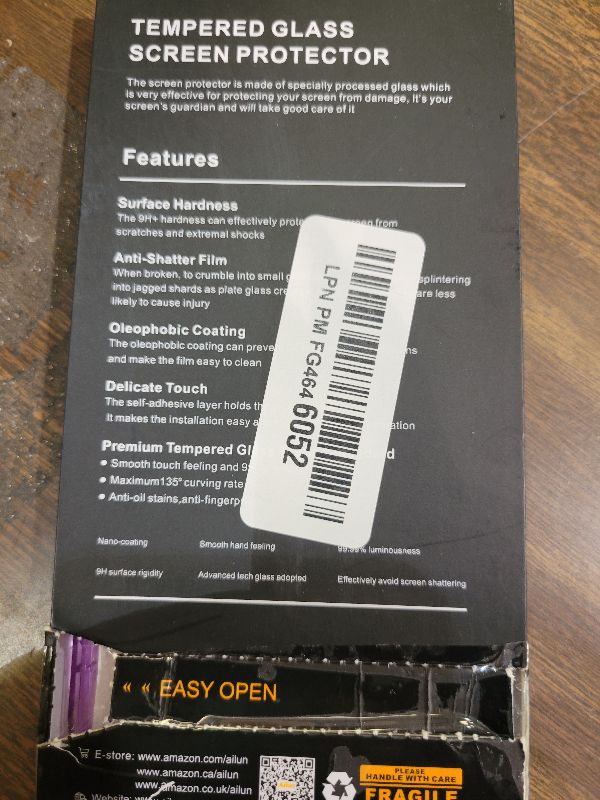 TEMPERED GLASS
SCREEN PROTECTOR
The screen protector is made of specially processed glass which
is very effective for protecting your screen from damage, It's your
screen's guardian and will take good care of it
Features
Surface Hardness
The 9H+ hardness can effectively from
scratches and extremal shocks
Anti-Shatter Film
When broken, to crumble into small splintering
into jagged shards as plate glass are less
likely to cause injury
Oleophobic Coating
The oleophobic coating can
and make the film easy to clean
Delicate Touch
The self-adhesive layer holds
It makes the installation easy
Premium Tempered
• Smooth touch feeling and
• Maximum135° curving rate
• Anti-oil stains,
LPN PM FG464 6052
Nano-coating Smooth hand feeling 99.99% luminousness
9H surface rigidity Advanced tech glass adopted Effectively avoid screen shattering
« « EASY OPEN
E-store: www.amazon.com/ailun
www.amazon.ca/ailun
www.amazon.co.uk/ailun
Website:
PLEASE
HANDLE WITH CARE
FRAGILE